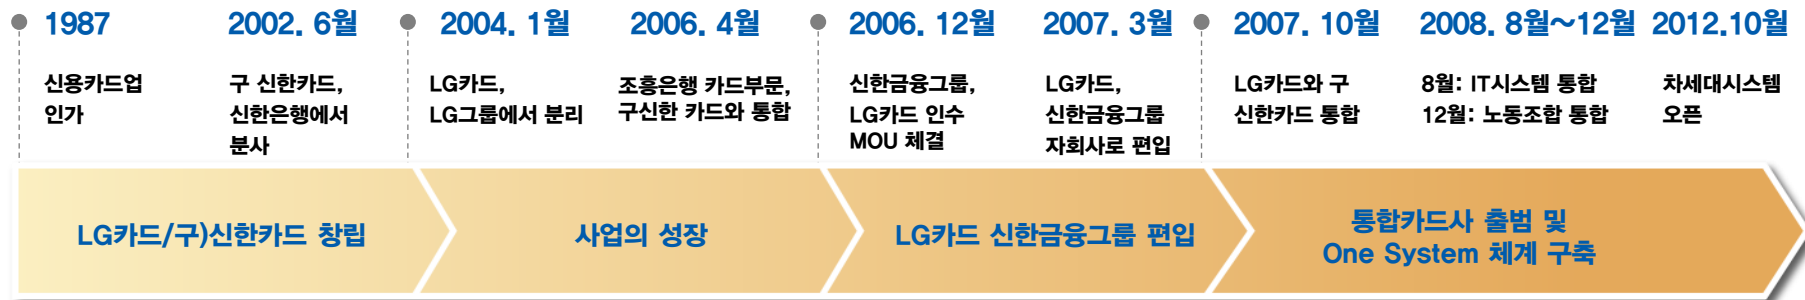 1987
신용카드업
인가
2002. 6월
구 신한카드,
신한은행에서
분사
2004. 1월
LG카드,
LG그룹에서 분리
2006. 4월
조흥은행 카드부문,
구신한 카드와 통합
2006. 12월
신한금융그룹,
LG카드 인수
MOU 체결
2007. 3월
LG카드,
신한금융그룹
자회사로 편입
2007. 10월
LG카드와 구
신한카드 통합
2008. 8월~12월
8월: IT시스템 통합
12월: 노동조합 통합
2012.10월
차세대시스템
오픈
LG카드/구)신한카드 창립
사업의 성장
LG카드 신한금융그룹 편입
통합카드사 출범 및
One System 체계 구축